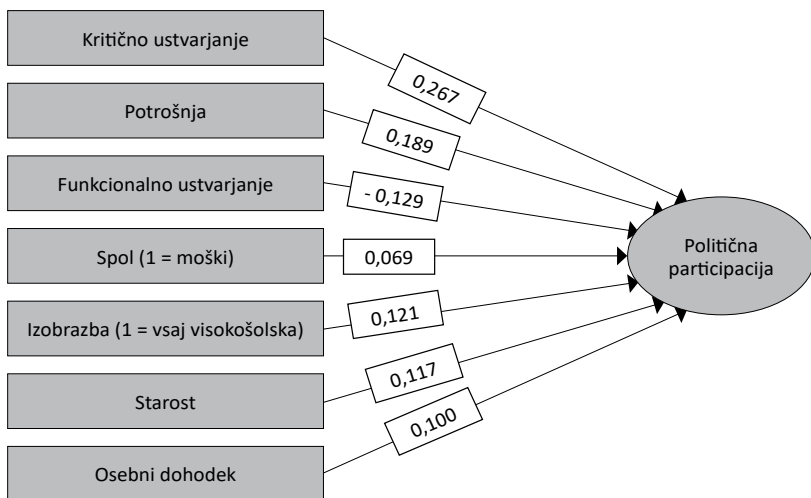 Kritično ustvarjanje
0,267
Potrošnja
0,189
Funkcionalno ustvarjanje
- 0,129
Spol (1 = moški)
0,069
Politična
participacija
Izobrazba (1 = vsaj visokošolska)
0,121
Starost
0,117
Osebni dohodek
0,100